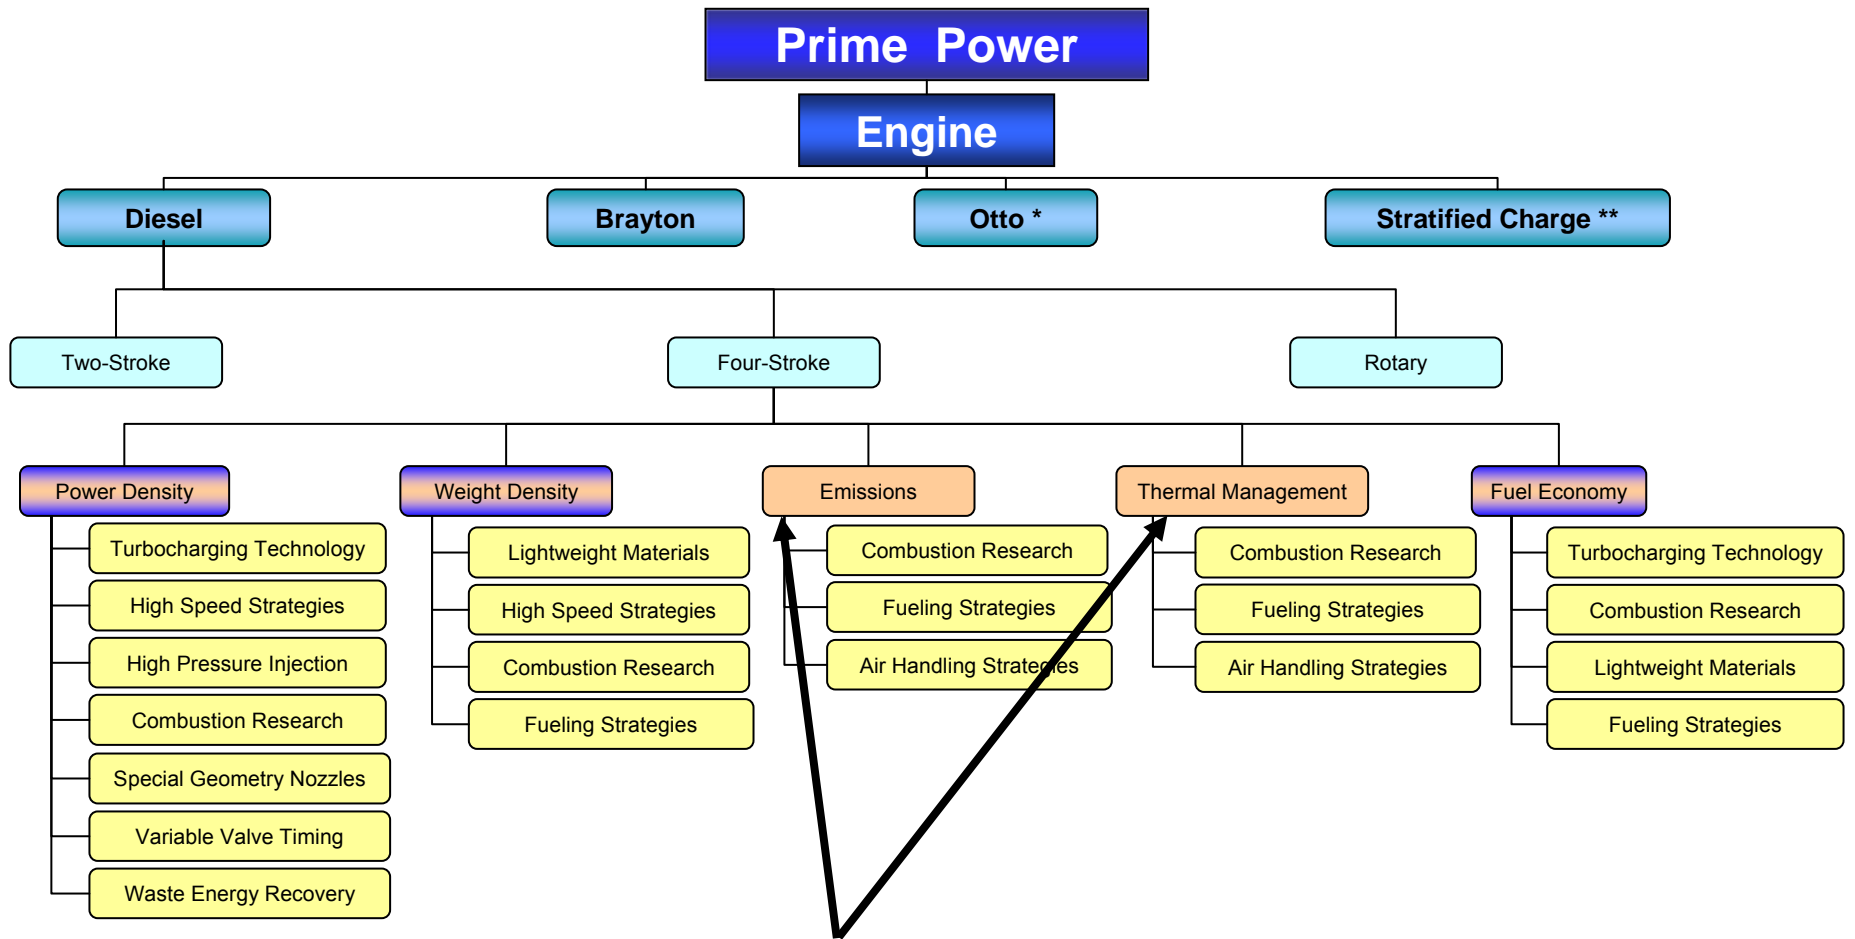 Prime Power
Engine
Diesel
Brayton
Otto *
Stratified Charge **
Two-Stroke
Four-Stroke
Rotary
Power Density
Weight Density
Emissions
Thermal Management
Fuel Economy
Turbocharging Technology
High Speed Strategies
High Pressure Injection
Combustion Research
Special Geometry Nozzles
Variable Valve Timing
Waste Energy Recovery
Lightweight Materials
High Speed Strategies
Combustion Research
Fueling Strategies
Combustion Research
Fueling Strategies
Air Handling Strategies
Combustion Research
Fueling Strategies
Air Handling Strategies
Turbocharging Technology
Combustion Research
Lightweight Materials
Fueling Strategies